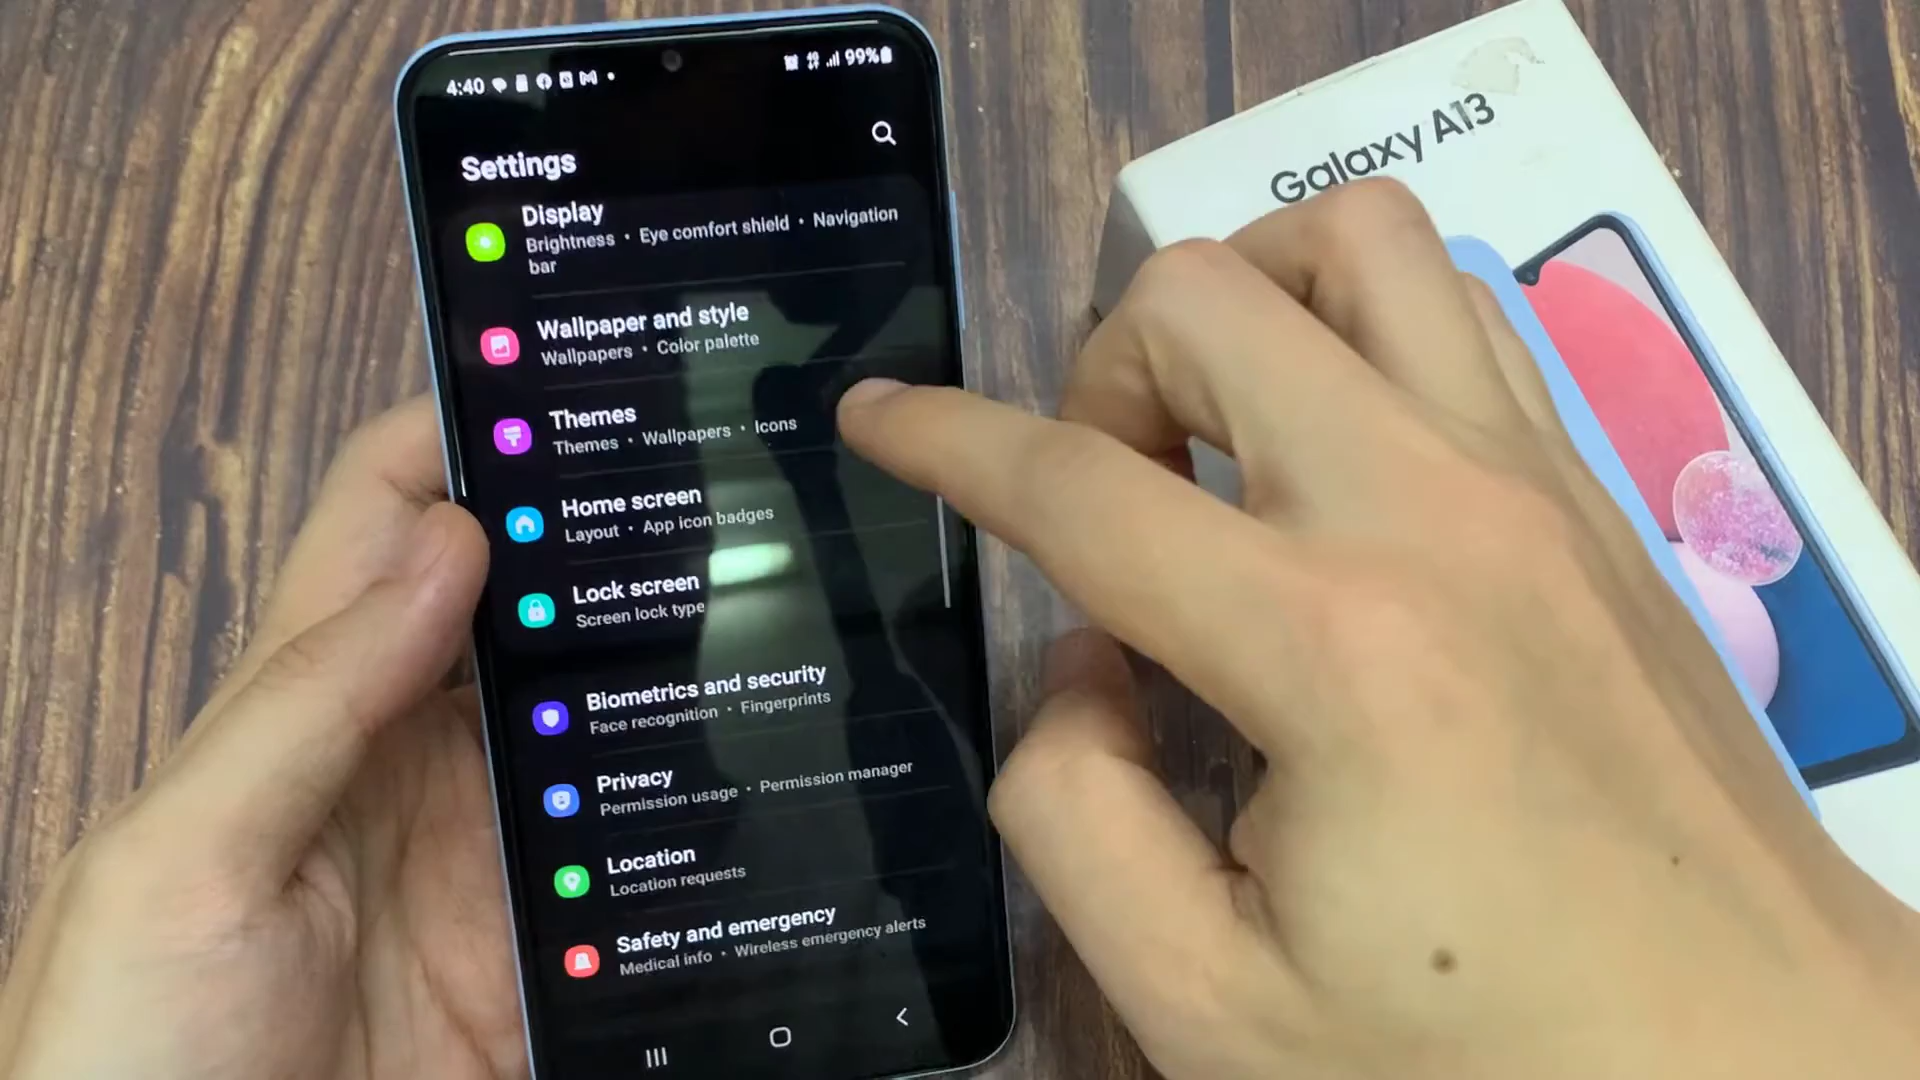 4:40
99%
Settings
Display
Brightness • Eye comfort shield • Navigation
bar
Wallpaper and style
Wallpapers • Color palette
Themes
Themes • Wallpapers • Icons
Home screen
Layout • App icon badges
Lock screen
Screen lock type
Biometrics and security
Face recognition • Fingerprints
Privacy
Permission usage • Permission manager
Location
Location requests
Safety and emergency
Medical info • Wireless emergency alerts
Galaxy A13